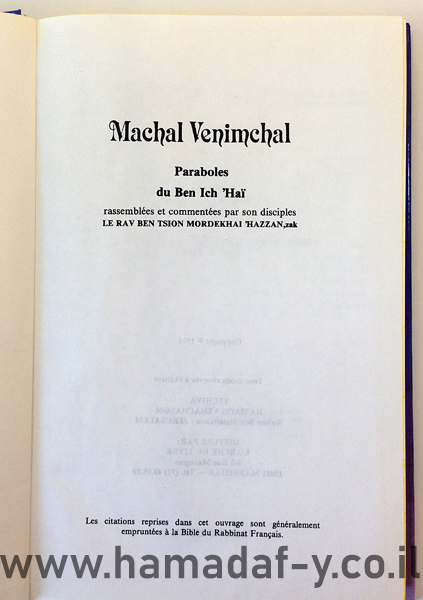 Machal Venimchal
Paraboles
du Ben Ich 'Haï
rassemblées et commentées par son disciples
LE RAV BEN TSION MORDEKHAI 'HAZZAN,zak
Les citations reprises dans cet ouvrage sont généralement
empruntées à la Bible du Rabbinat Français.
www.hamadaf-y.co.il